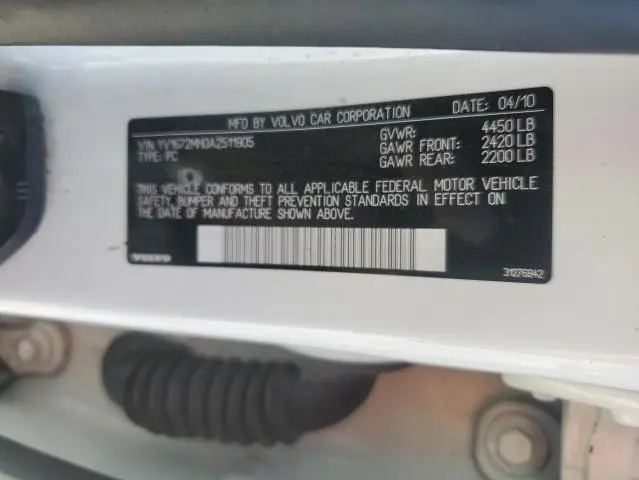 MFD BY VOLVO CAR CORPORATION DATE: 04/10
VIN YV1672MH0A2511905 GVWR: 4450 LB
TYPE: PC GAWR FRONT: 2420 LB
GAWR REAR: 2200 LB
THIS VEHICLE CONFORMS TO ALL APPLICABLE FEDERAL MOTOR VEHICLE
SAFETY, BUMPER AND THEFT PREVENTION STANDARDS IN EFFECT ON
THE DATE OF MANUFACTURE SHOWN ABOVE.
VOLVO 31276942